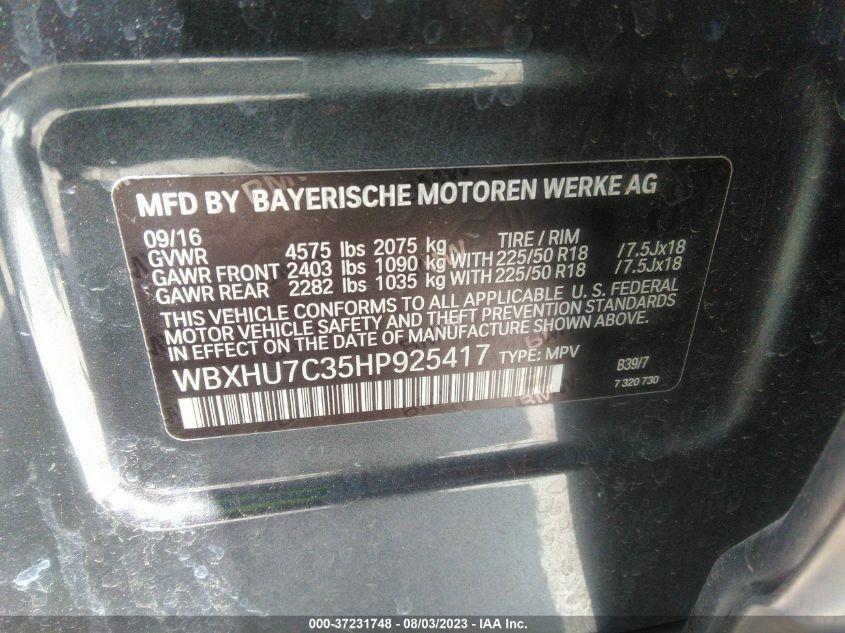 MFD BY BAYERISCHE MOTOREN WERKE AG
09/16 TIRE / RIM
GVWR 4575 lbs 2075 kg
GAWR FRONT 2403 lbs 1090 kg WITH 225/50 R18 /7.5Jx18
GAWR REAR 2282 lbs 1035 kg WITH 225/50 R18 /7.5Jx18
THIS VEHICLE CONFORMS TO ALL APPLICABLE U. S. FEDERAL
MOTOR VEHICLE SAFETY AND THEFT PREVENTION STANDARDS
IN EFFECT ON THE DATE OF MANUFACTURE SHOWN ABOVE.
WBXHU7C35HP925417 TYPE: MPV B39/7
7 320 730
000-37231748 - 08/03/2023 - IAA Inc.